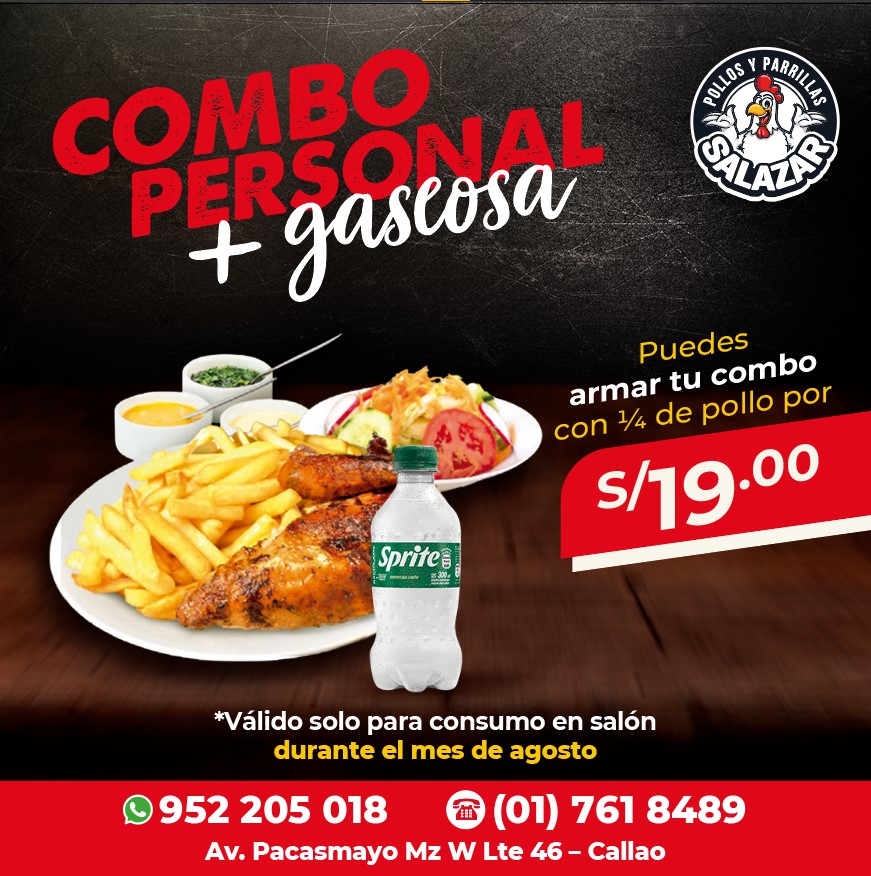 COMBO
PERSONAL
+ gaseosa
POLLOS Y PARRILLAS
SALAZAR
Puedes
armar tu combo
con ¼ de pollo por
S/19.00
Sprite
300
*Válido solo para consumo en salón
durante el mes de agosto
952 205 018 (01) 761 8489
Av. Pacasmayo Mz W Lte 46 – Callao